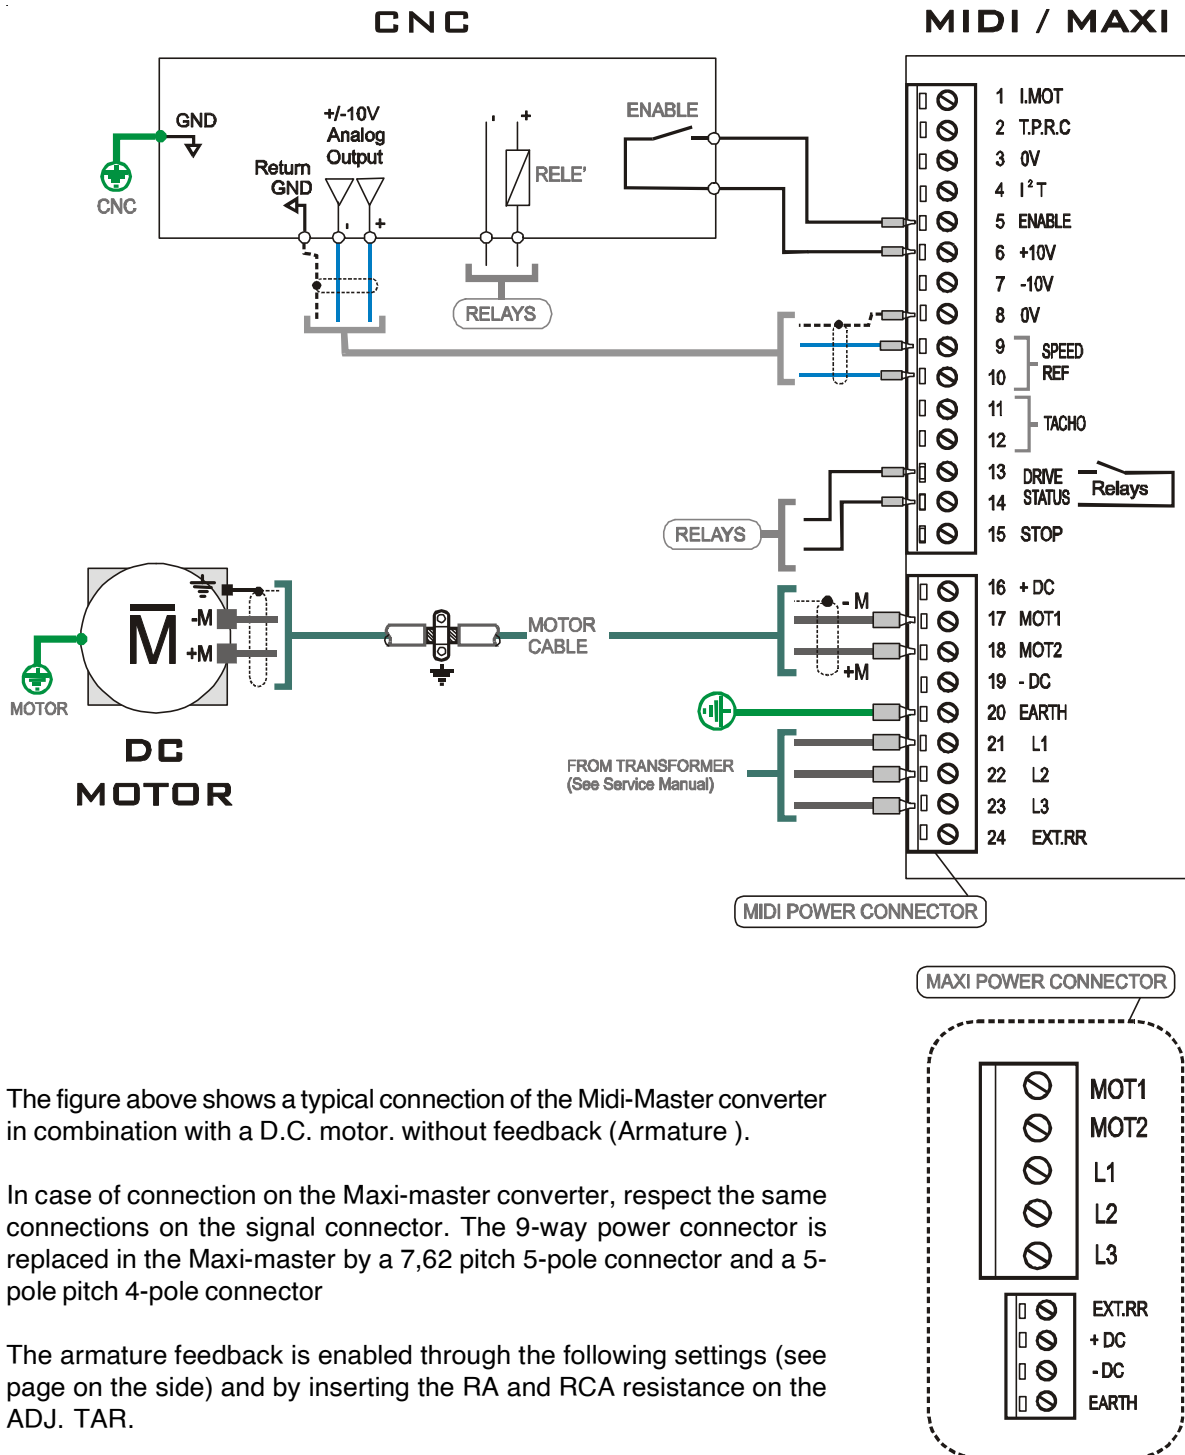 CNC
MIDI / MAXI
GND
CNC
+/-10V
Analog
Output
Return
GND
-
+
-
+
RELE'
ENABLE
RELAYS
1 I.MOT
2 T.P.R.C
3 0V
4 I²T
5 ENABLE
6 +10V
7 -10V
8 0V
9
10
SPEED
REF
11
12
TACHO
13
14
DRIVE
STATUS
Relays
15 STOP
RELAYS
16 + DC
17 MOT1
18 MOT2
19 - DC
20 EARTH
21 L1
22 L2
23 L3
24 EXT.RR
M
-M
+M
MOTOR
DC
MOTOR
MOTOR
CABLE
- M
+M
FROM TRANSFORMER
(See Service Manual)
MIDI POWER CONNECTOR
MAXI POWER CONNECTOR
MOT1
MOT2
L1
L2
L3
EXT.RR
+ DC
- DC
EARTH
The figure above shows a typical connection of the Midi-Master converter
in combination with a D.C. motor. without feedback (Armature ).
In case of connection on the Maxi-master converter, respect the same
connections on the signal connector. The 9-way power connector is
replaced in the Maxi-master by a 7,62 pitch 5-pole connector and a 5-
pole pitch 4-pole connector
The armature feedback is enabled through the following settings (see
page on the side) and by inserting the RA and RCA resistance on the
ADJ. TAR.